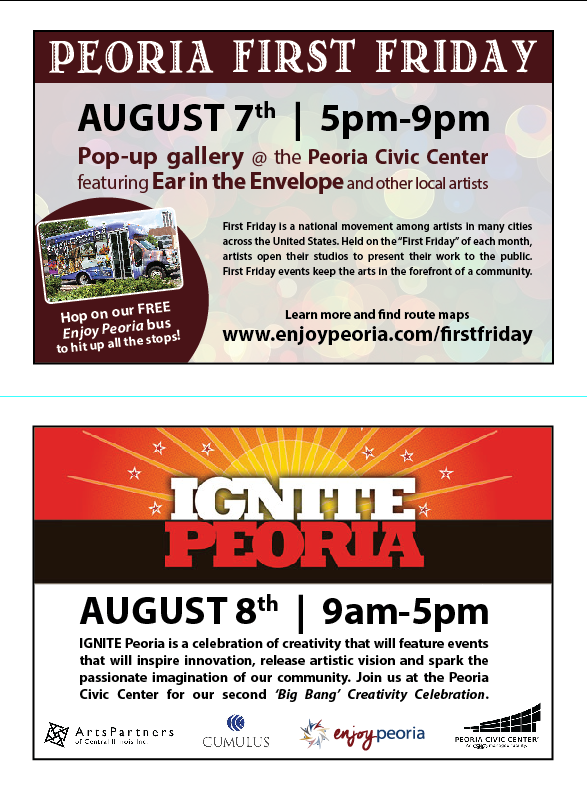 PEORIA FIRST FRIDAY
AUGUST 7th | 5pm-9pm
Pop-up gallery @ the Peoria Civic Center
featuring Ear in the Envelope and other local artists
First Friday is a national movement among artists in many cities
across the United States. Held on the "First Friday" of each month,
artists open their studios to present their work to the public.
First Friday events keep the arts in the forefront of a community.
Hop on our FREE
Enjoy Peoria bus
to hit up all the stops!
Learn more and find route maps
www.enjoypeoria.com/firstfriday
IGNITE
PEORIA
AUGUST 8th | 9am-5pm
IGNITE Peoria is a celebration of creativity that will feature events
that will inspire innovation, release artistic vision and spark the
passionate imagination of our community. Join us at the Peoria
Civic Center for our second 'Big Bang' Creativity Celebration.
ArtsPartners
of Central Illinois Inc.
CUMULUS
enjoypeoria
PEORIA CIVIC CENTER
An SMG managed facility.